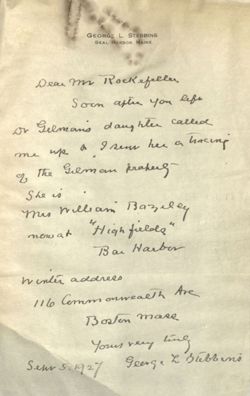 GEORGE L. STEBBINS
SEAL HARBOR MAINE
Dear Mr Rockefeller
Soon after you left
Dr Gilman's daughter called
me up & I sent her a tracing
of the Gilman property
She is
Mrs William Bazeley
now at "Highfields"
Bar Harbor
Winter address
116 Commonwealth Ave
Boston Mass
Yours very truly
Sept 5. 1927 George L Stebbins